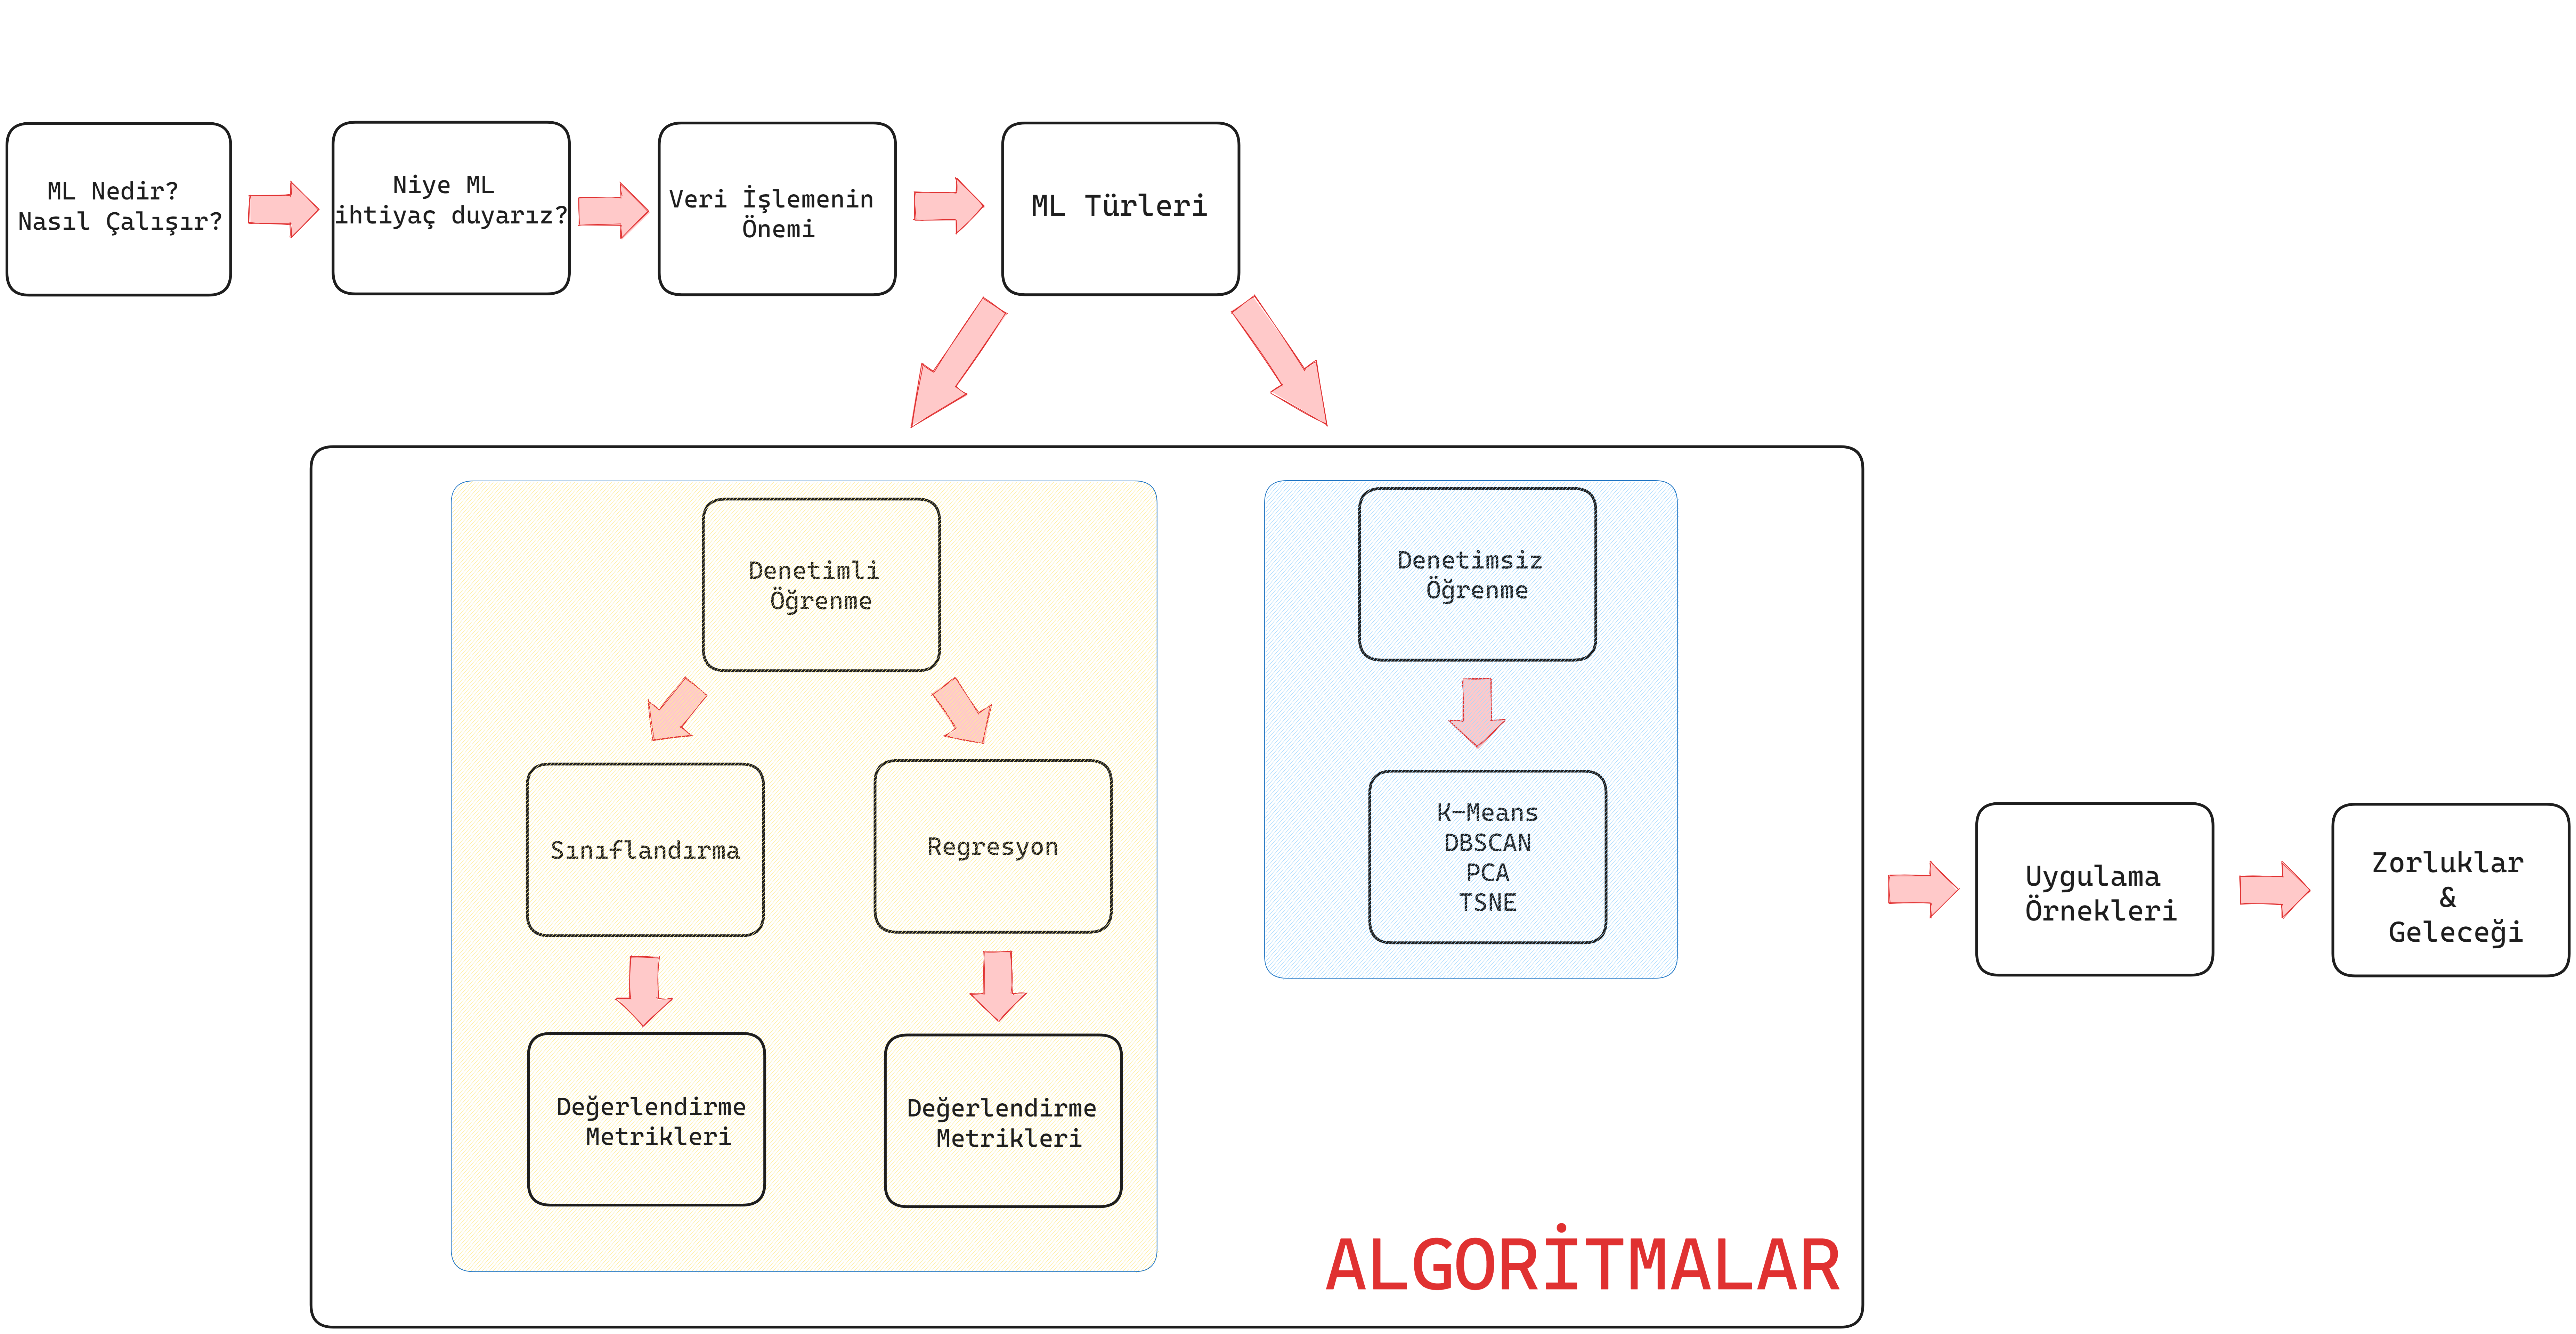 ML Nedir?
Nasıl Çalışır?
Niye ML
ihtiyaç duyarız?
Veri İşlemenin
Önemi
ML Türleri
Denetimli
Öğrenme
Sınıflandırma
Regresyon
Değerlendirme
Metrikleri
Değerlendirme
Metrikleri
Denetimsiz
Öğrenme
K-Means
DBSCAN
PCA
TSNE
ALGORİTMALAR
Uygulama
Örnekleri
Zorluklar
&
Geleceği